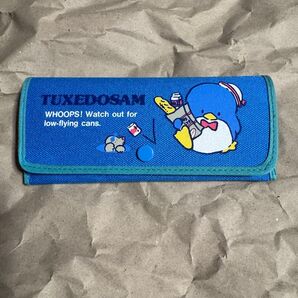 TUXEDOSAM
WHOOPS! Watch out for
low-flying cans.